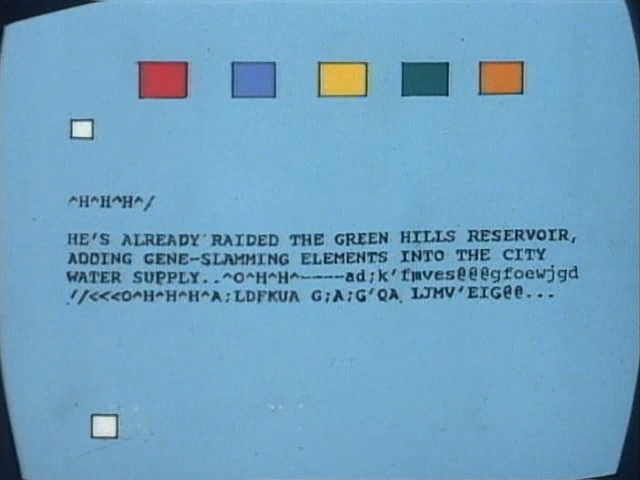 ^H^H^H^/
HE'S ALREADY RAIDED THE GREEN HILLS RESERVOIR,
ADDING GENE-SLAMMING ELEMENTS INTO THE CITY
WATER SUPPLY..^O^H^H^-----ad;k'fmves@@@gfoewjgd
!/<<<O^H^H^H^A;LDFKUA G;A;G'QA LJMV'EIG@@...